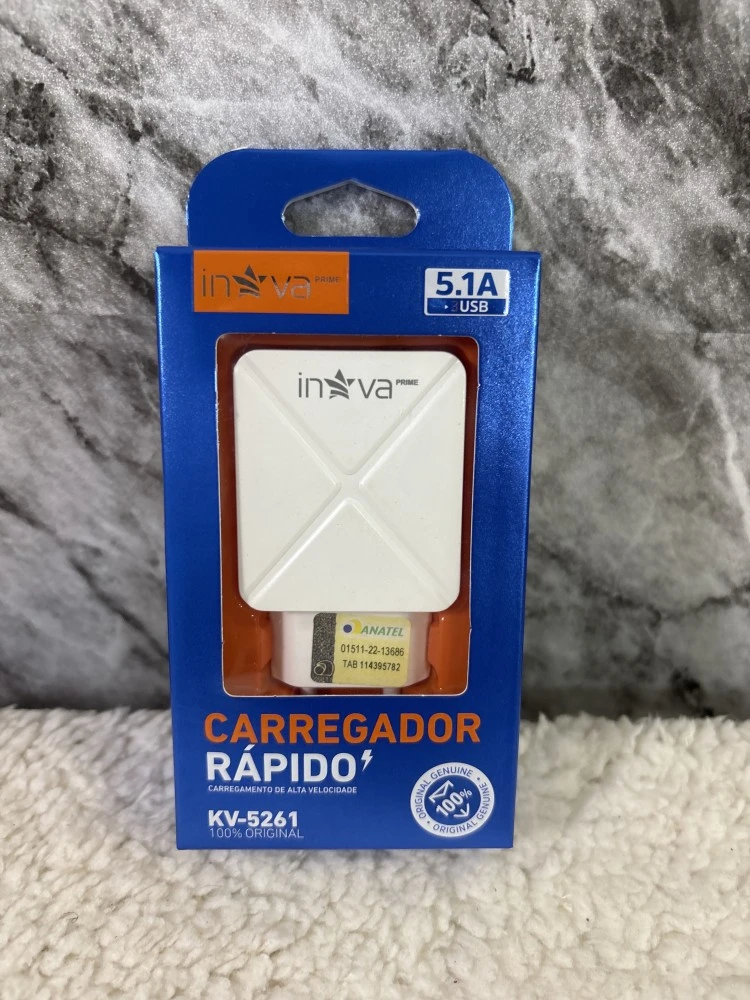 inova PRIME
5.1A
3USB
inova PRIME
ANATEL
01511-22-13686
TAB 114395782
CARREGADOR
RÁPIDO
CARREGAMENTO DE ALTA VELOCIDADE
KV-5261
100% ORIGINAL
ORIGINAL GENUINE
100%
ORIGINAL GENUINE